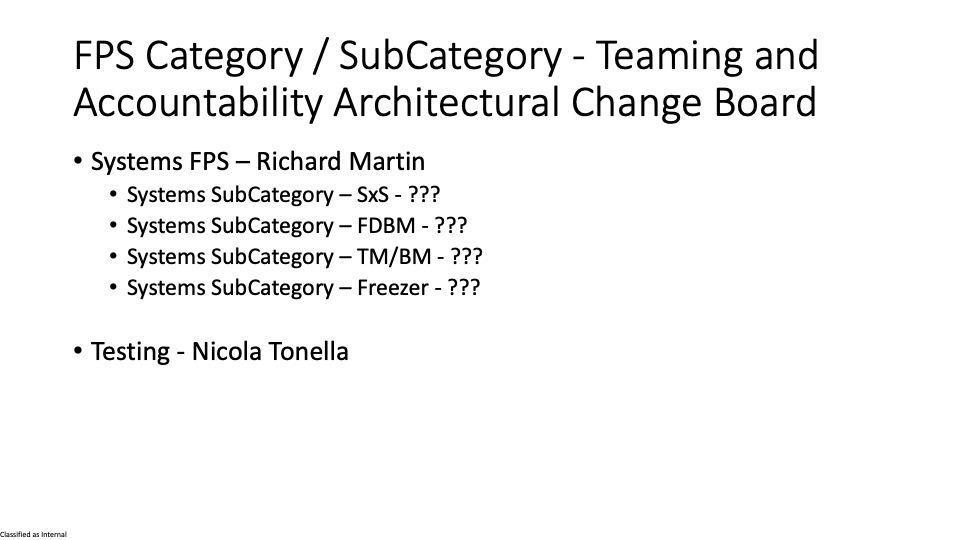 FPS Category / SubCategory - Teaming and
Accountability Architectural Change Board
• Systems FPS – Richard Martin
• Systems SubCategory – SxS - ???
• Systems SubCategory – FDBM - ???
• Systems SubCategory – TM/BM - ???
• Systems SubCategory – Freezer - ???
• Testing - Nicola Tonella
Classified as Internal